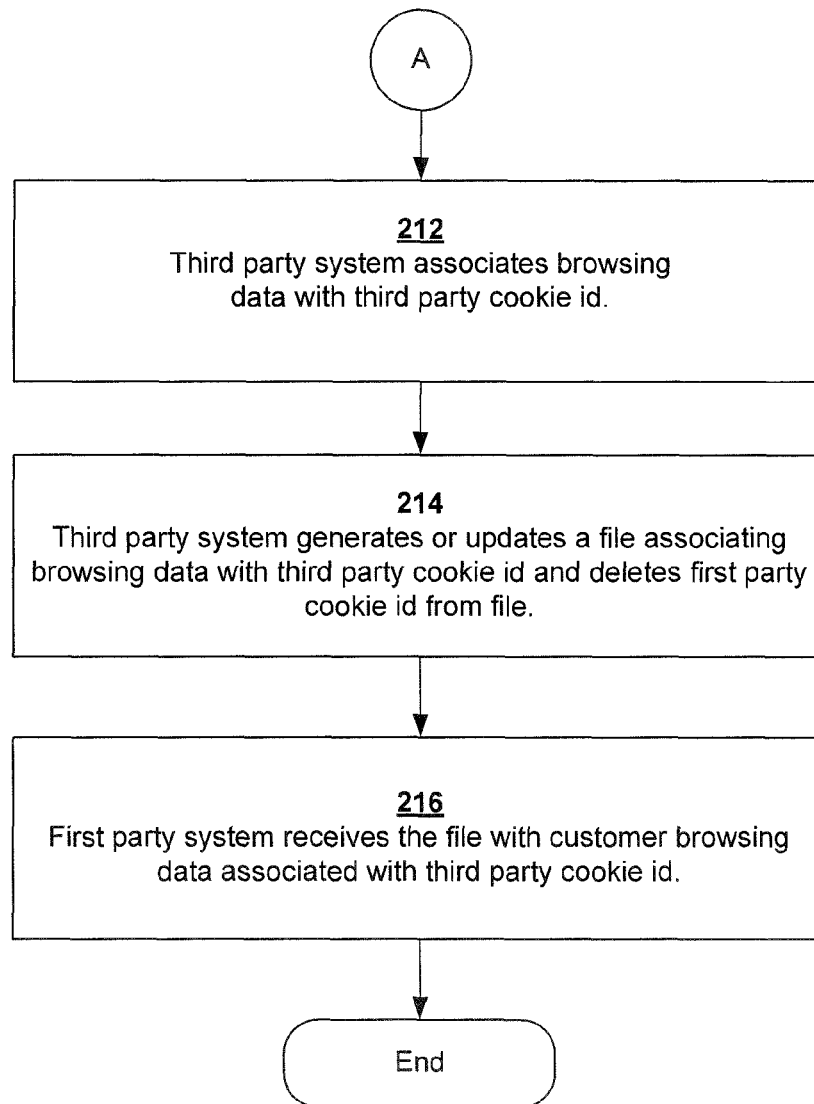 A
212
Third party system associates browsing
data with third party cookie id.
214
Third party system generates or updates a file associating
browsing data with third party cookie id and deletes first party
cookie id from file.
216
First party system receives the file with customer browsing
data associated with third party cookie id.
End